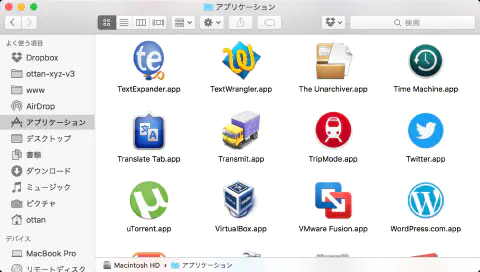 アプリケーション
検索
よく使う項目
Dropbox
ottan-xyz-v3
www
AirDrop
アプリケーション
デスクトップ
書類
ダウンロード
ミュージック
ピクチャ
ottan
デバイス
MacBook Pro
リモートディスク
te
TextExpander.app
TextWrangler.app
The Unarchiver.app
Time Machine.app
Translate Tab.app
Transmit.app
TripMode.app
Twitter.app
uTorrent.app
VirtualBox.app
VMware Fusion.app
WordPress.com.app
Macintosh HD › アプリケーション